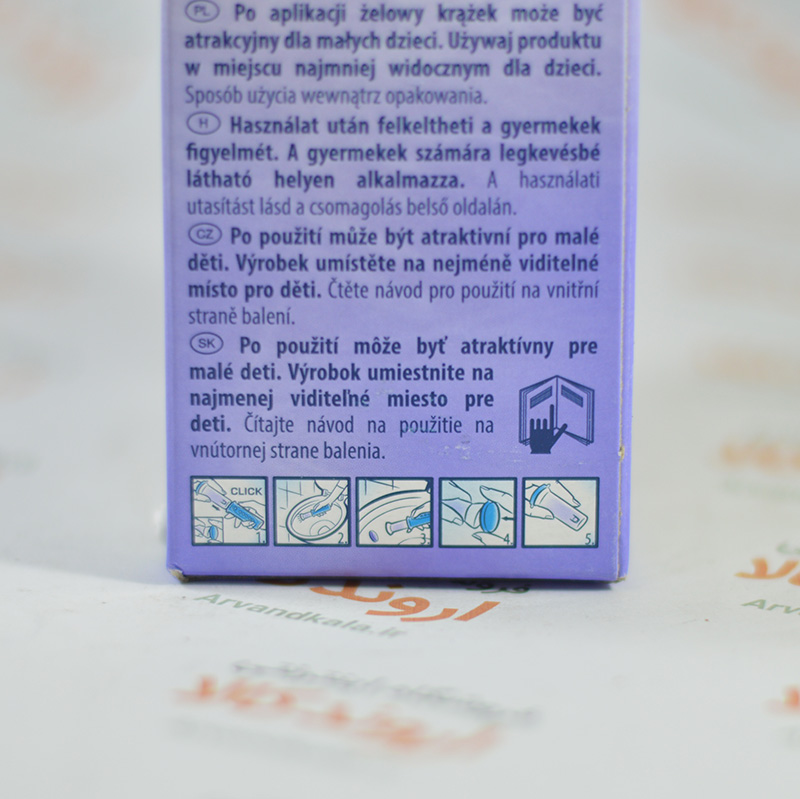 PL Po aplikacji żelowy krążek może być
atrakcyjny dla małych dzieci. Używaj produktu
w miejscu najmniej widocznym dla dzieci.
Sposób użycia wewnątrz opakowania.
H Használat után felkeltheti a gyermekek
figyelmét. A gyermekek számára legkevésbé
látható helyen alkalmazza. A használati
utasítást lásd a csomagolás belső oldalán.
CZ Po použití může být atraktivní pro malé
děti. Výrobek umístěte na nejméně viditelné
místo pro děti. Čtěte návod pro použití na vnitřní
straně balení.
SK Po použití môže byť atraktívny pre
malé deti. Výrobok umiestnite na
najmenej viditeľné miesto pre
deti. Čítajte návod na použitie na
vnútornej strane balenia.
CLICK
1. 2. 3. 4. 5.
اروند
Arvandkala.ir